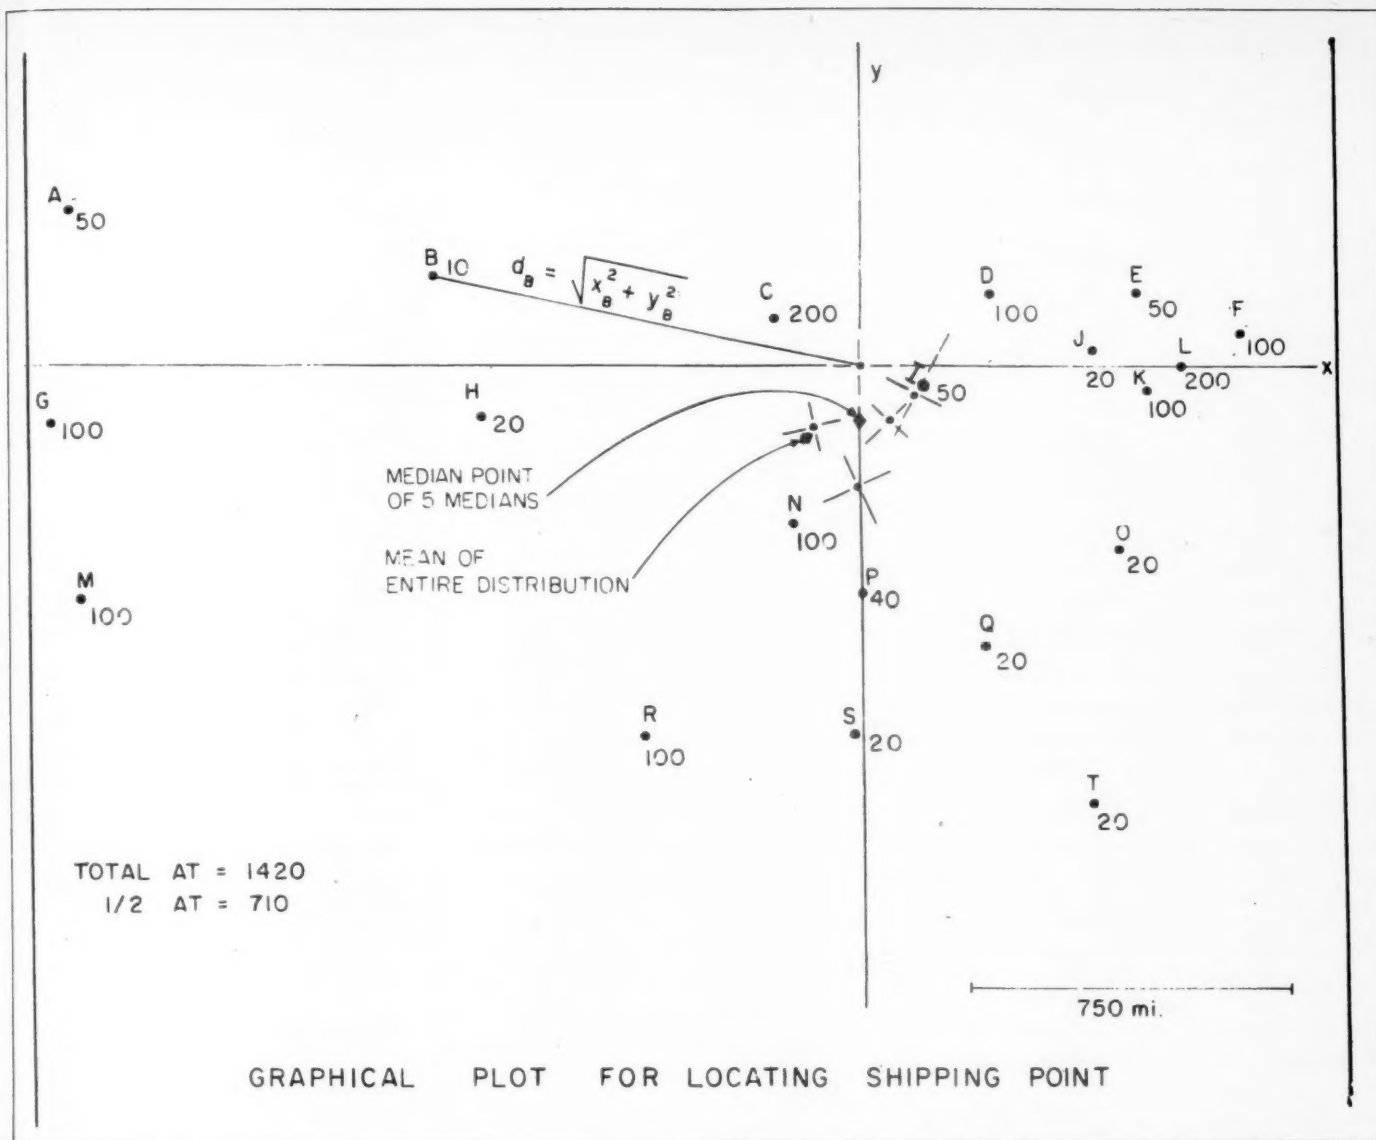 y
A
50
B 10
d_B = √x_B² + y_B²
C
200
D
100
E
50
F
100
J
20
L
200
K
100
x
I
50
G
100
H
20
MEDIAN POINT
OF 5 MEDIANS
MEAN OF
ENTIRE DISTRIBUTION
N
100
O
20
M
100
P
40
Q
20
R
100
S
20
T
20
TOTAL AT = 1420
1/2 AT = 710
750 mi.
GRAPHICAL PLOT FOR LOCATING SHIPPING POINT